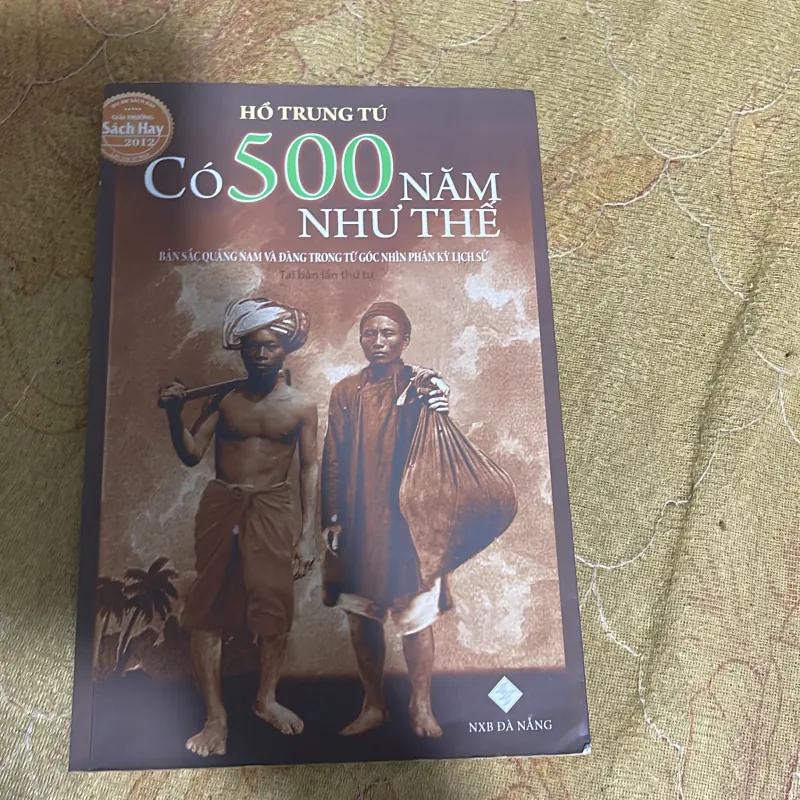 HỒ TRUNG TÚ
GIẢI THƯỞNG
Sách Hay
2012
CÓ 500 NĂM
NHƯ THẾ
BẢN SẮC QUẢNG NAM VÀ ĐÀNG TRONG TỪ GÓC NHÌN PHÂN KỲ LỊCH SỬ
Tái bản lần thứ tư
NXB ĐÀ NẴNG